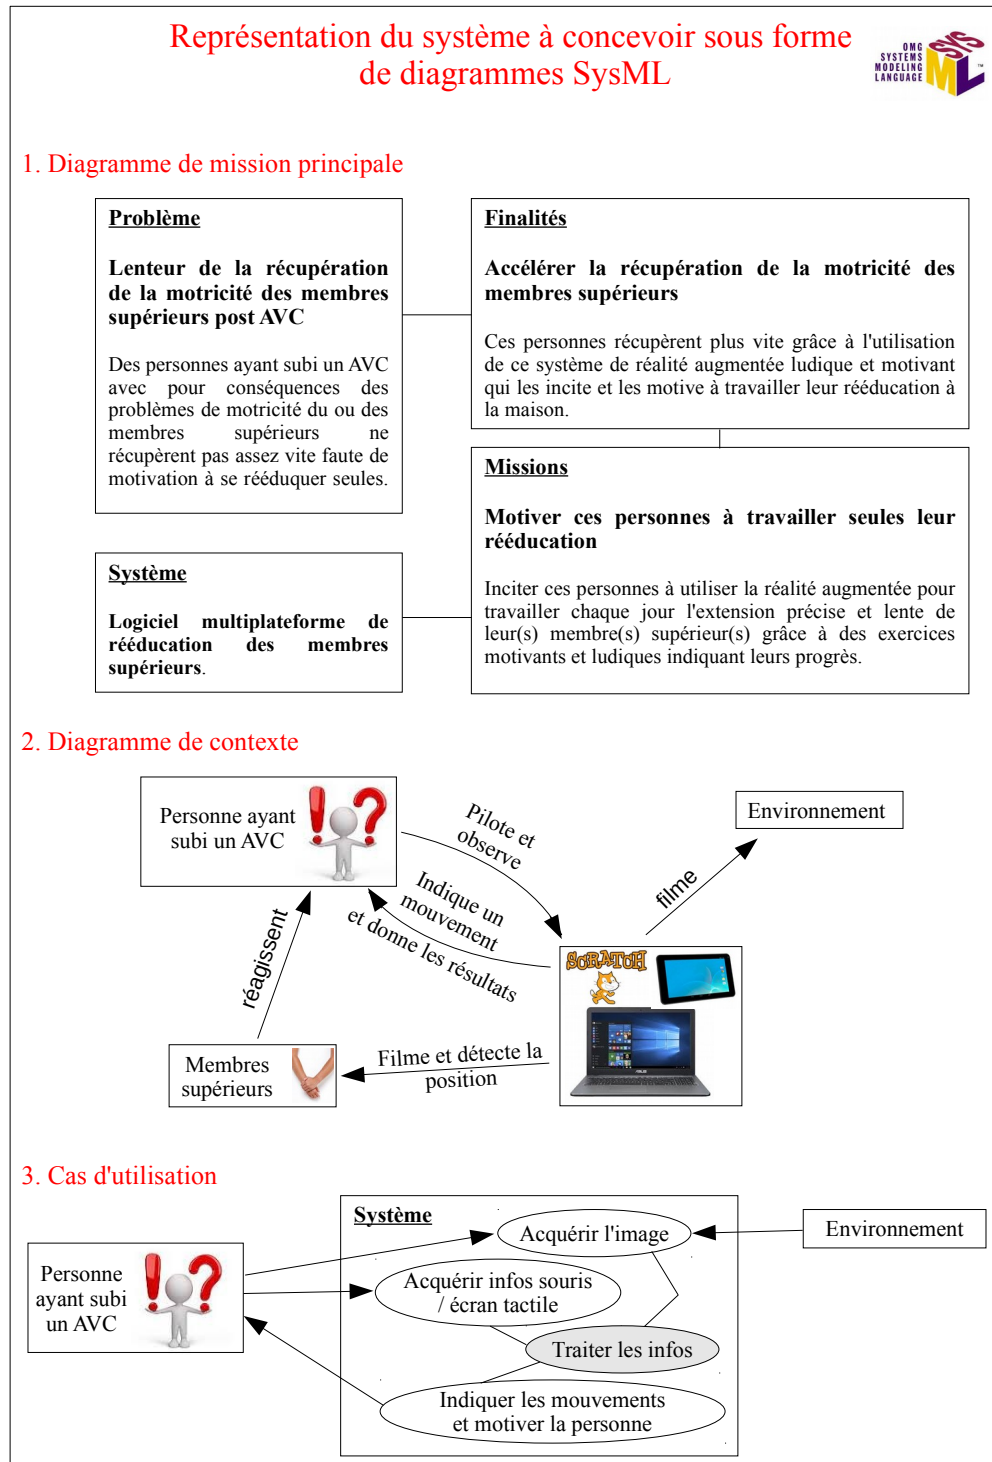 Représentation du système à concevoir sous forme
de diagrammes SysML
OMG
SYSTEMS
MODELING
LANGUAGE
SYS
ML
TM
1. Diagramme de mission principale
Problème
Lenteur de la récupération
de la motricité des membres
supérieurs post AVC
Des personnes ayant subi un AVC
avec pour conséquences des
problèmes de motricité du ou des
membres supérieurs ne
récupèrent pas assez vite faute de
motivation à se rééduquer seules.
Finalités
Accélérer la récupération de la motricité des
membres supérieurs
Ces personnes récupèrent plus vite grâce à l'utilisation
de ce système de réalité augmentée ludique et motivant
qui les incite et les motive à travailler leur rééducation à
la maison.
Missions
Motiver ces personnes à travailler seules leur
rééducation
Inciter ces personnes à utiliser la réalité augmentée pour
travailler chaque jour l'extension précise et lente de
leur(s) membre(s) supérieur(s) grâce à des exercices
motivants et ludiques indiquant leurs progrès.
Système
Logiciel multiplateforme de
rééducation des membres
supérieurs.
2. Diagramme de contexte
Personne ayant
subi un AVC
Pilote et
observe
Environnement
filme
Indique un
mouvement
et donne les résultats
réagissent
SCRATCH
Membres
supérieurs
Filme et détecte la
position
3. Cas d'utilisation
Système
Acquérir l'image
Environnement
Personne
ayant subi
un AVC
Acquérir infos souris
/ écran tactile
Traiter les infos
Indiquer les mouvements
et motiver la personne